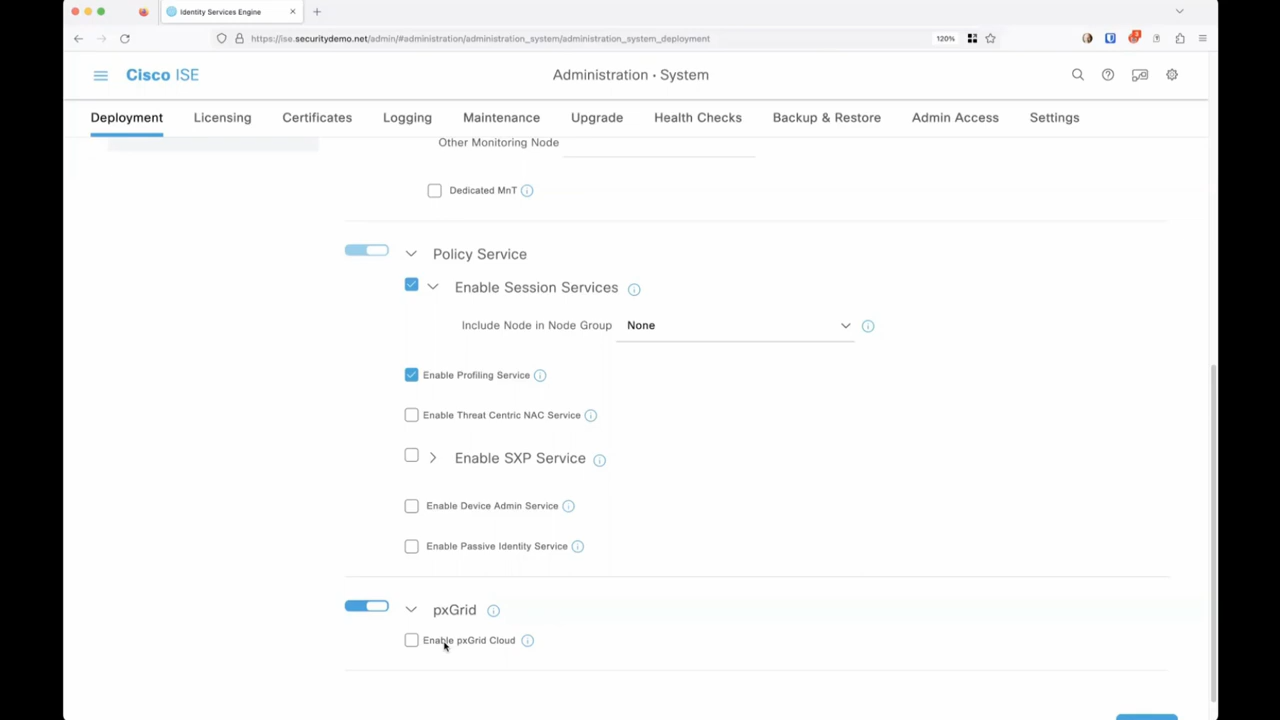 Identity Services Engine
https://ise.securitydemo.net/admin/#administration/administration_system/administration_system_deployment
120%
Cisco ISE
Administration · System
Deployment
Licensing
Certificates
Logging
Maintenance
Upgrade
Health Checks
Backup & Restore
Admin Access
Settings
Other Monitoring Node
Dedicated MnT
Policy Service
Enable Session Services
Include Node in Node Group
None
Enable Profiling Service
Enable Threat Centric NAC Service
Enable SXP Service
Enable Device Admin Service
Enable Passive Identity Service
pxGrid
Enable pxGrid Cloud